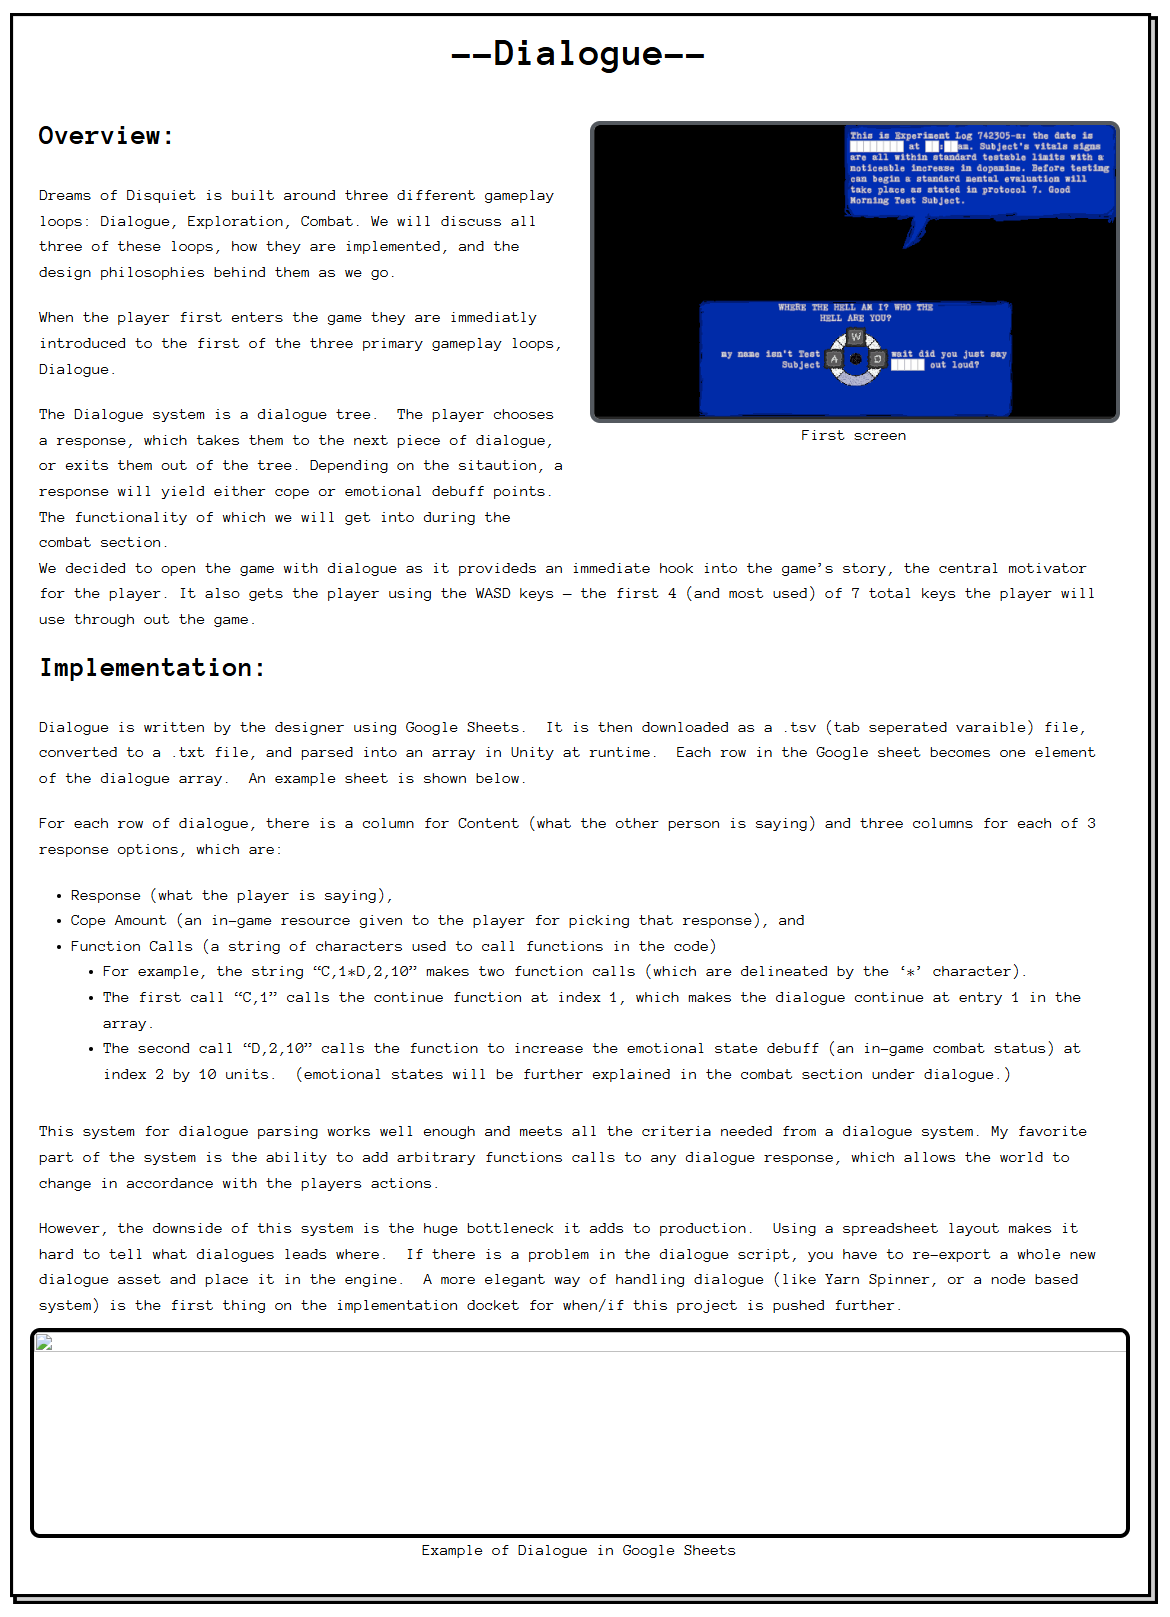 --Dialogue--
Overview:
Dreams of Disquiet is built around three different gameplay
loops: Dialogue, Exploration, Combat. We will discuss all
three of these loops, how they are implemented, and the
design philosophies behind them as we go.
When the player first enters the game they are immediatly
introduced to the first of the three primary gameplay loops,
Dialogue.
The Dialogue system is a dialogue tree.  The player chooses
a response, which takes them to the next piece of dialogue,
or exits them out of the tree. Depending on the sitaution, a
response will yield either cope or emotional debuff points.
The functionality of which we will get into during the
combat section.
This is Experiment Log 742305-a: the date is
████████ at ██:██am. Subject's vitals signs
are all within standard testable limits with a
noticeable increase in dopamine. Before testing
can begin a standard mental evaluation will
take place as stated in protocol 7. Good
Morning Test Subject.
WHERE THE HELL AM I? WHO THE
HELL ARE YOU?
W
my name isn't Test
Subject
A
D
wait did you just say
█████ out loud?
First screen
We decided to open the game with dialogue as it provideds an immediate hook into the game’s story, the central motivator
for the player. It also gets the player using the WASD keys – the first 4 (and most used) of 7 total keys the player will
use through out the game.
Implementation:
Dialogue is written by the designer using Google Sheets.  It is then downloaded as a .tsv (tab seperated varaible) file,
converted to a .txt file, and parsed into an array in Unity at runtime.  Each row in the Google sheet becomes one element
of the dialogue array.  An example sheet is shown below.
For each row of dialogue, there is a column for Content (what the other person is saying) and three columns for each of 3
response options, which are:
• Response (what the player is saying),
• Cope Amount (an in-game resource given to the player for picking that response), and
• Function Calls (a string of characters used to call functions in the code)
• For example, the string “C,1*D,2,10” makes two function calls (which are delineated by the ‘*’ character).
• The first call “C,1” calls the continue function at index 1, which makes the dialogue continue at entry 1 in the
array.
• The second call “D,2,10” calls the function to increase the emotional state debuff (an in-game combat status) at
index 2 by 10 units.  (emotional states will be further explained in the combat section under dialogue.)
This system for dialogue parsing works well enough and meets all the criteria needed from a dialogue system. My favorite
part of the system is the ability to add arbitrary functions calls to any dialogue response, which allows the world to
change in accordance with the players actions.
However, the downside of this system is the huge bottleneck it adds to production.  Using a spreadsheet layout makes it
hard to tell what dialogues leads where.  If there is a problem in the dialogue script, you have to re-export a whole new
dialogue asset and place it in the engine.  A more elegant way of handling dialogue (like Yarn Spinner, or a node based
system) is the first thing on the implementation docket for when/if this project is pushed further.
Example of Dialogue in Google Sheets